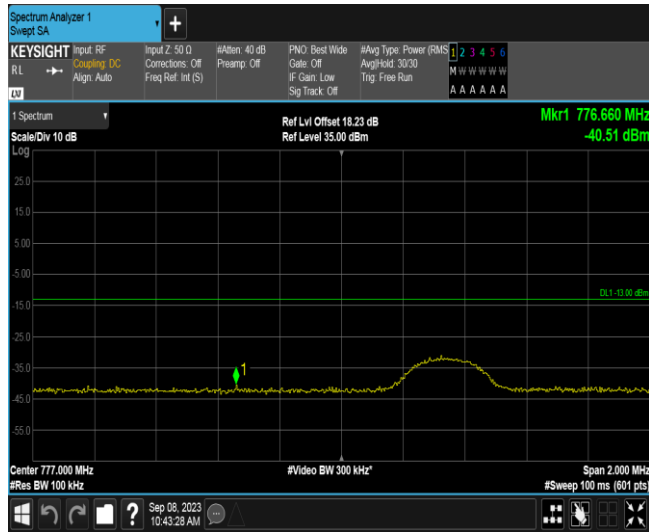 Spectrum Analyzer 1
Swept SA
+
KEYSIGHT
RL
LXI
Input: RF
Coupling: DC
Align: Auto
Input Z: 50 Ω
Corrections: Off
Freq Ref: Int (S)
#Atten: 40 dB
Preamp: Off
PNO: Best Wide
Gate: Off
IF Gain: Low
Sig Track: Off
#Avg Type: Power (RMS
Avg|Hold: 30/30
Trig: Free Run
1 2 3 4 5 6
M W W W W W
A A A A A A
1 Spectrum
Scale/Div 10 dB
Log
Ref Lvl Offset 18.23 dB
Ref Level 35.00 dBm
Mkr1 776.660 MHz
-40.51 dBm
25.0
15.0
5.00
-5.00
DL1 -13.00 dBm
-15.0
-25.0
-35.0
1
-45.0
-55.0
Center 777.000 MHz
#Res BW 100 kHz
#Video BW 300 kHz*
Span 2.000 MHz
#Sweep 100 ms (601 pts)
?
Sep 08, 2023
10:43:28 AM